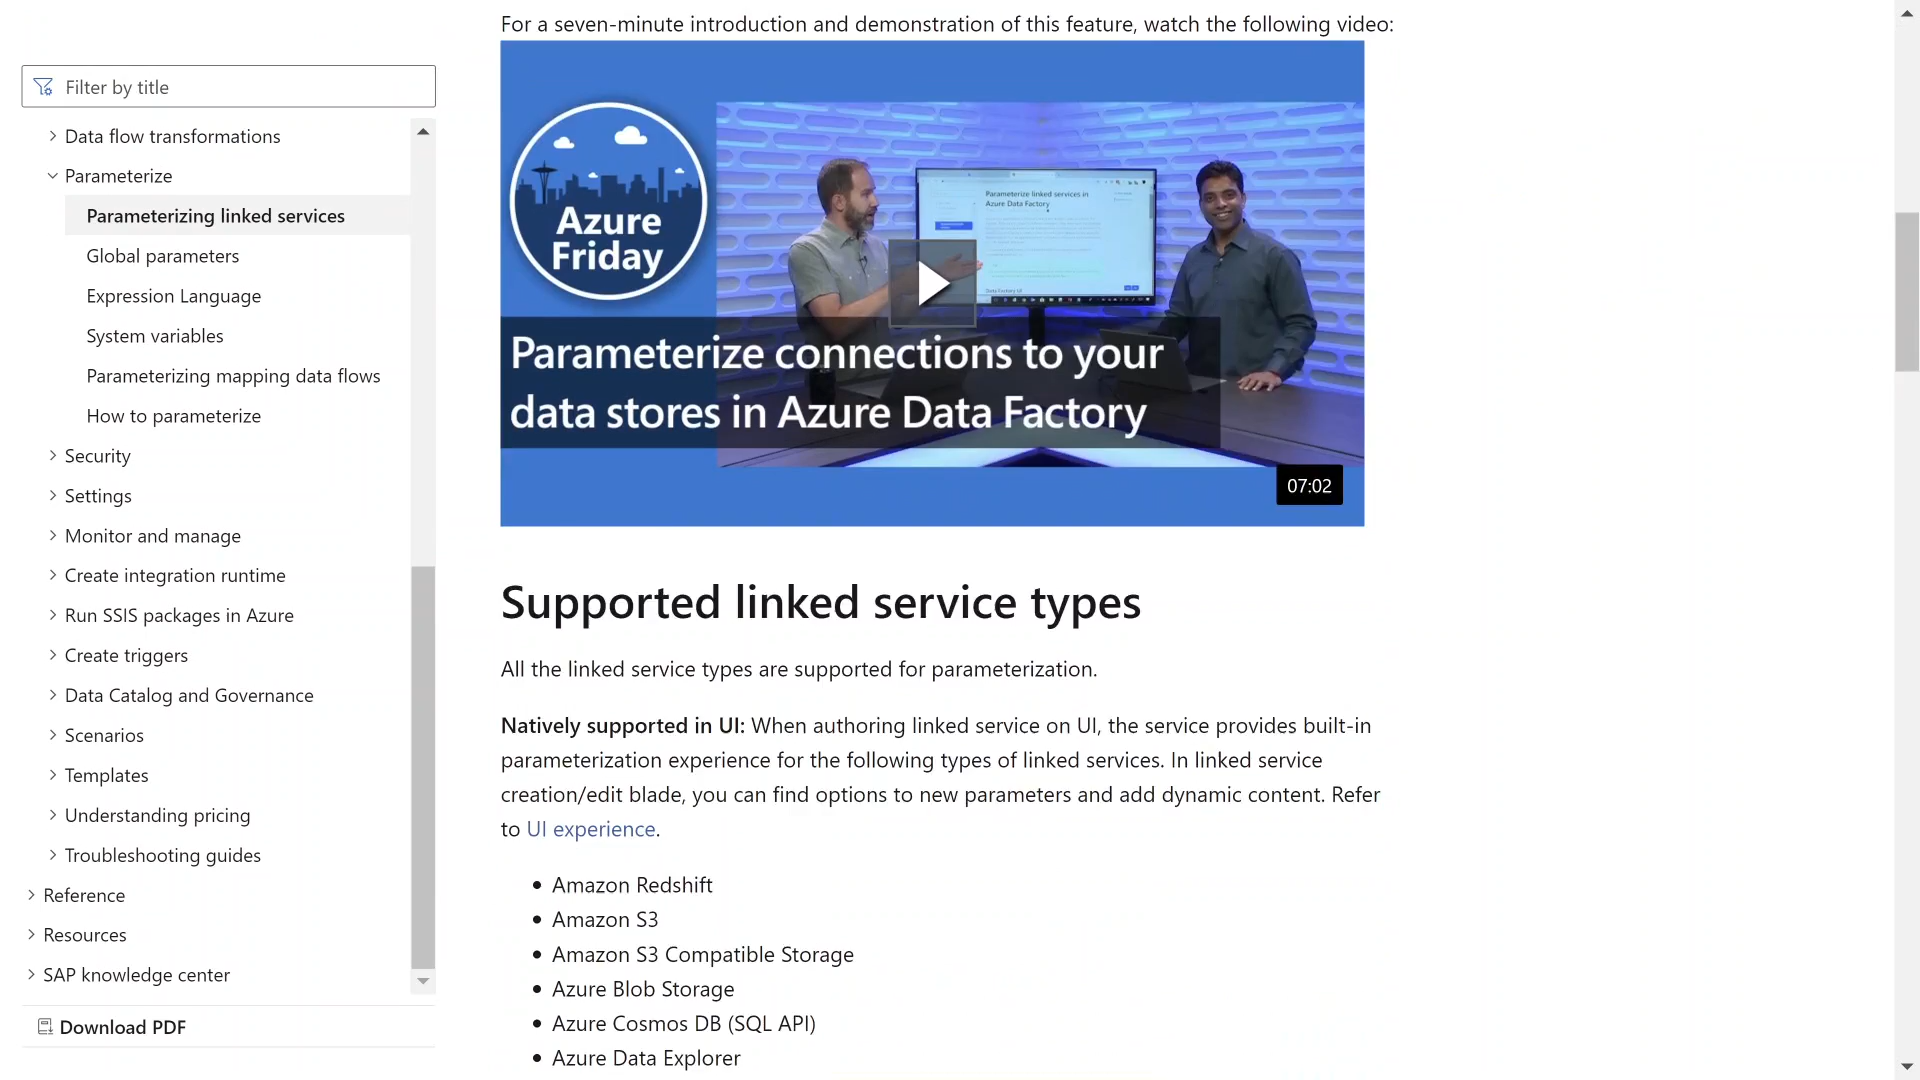 For a seven-minute introduction and demonstration of this feature, watch the following video:
Filter by title
Data flow transformations
Parameterize
Parameterizing linked services
Global parameters
Expression Language
System variables
Parameterizing mapping data flows
How to parameterize
Security
Settings
Monitor and manage
Create integration runtime
Run SSIS packages in Azure
Create triggers
Data Catalog and Governance
Scenarios
Templates
Understanding pricing
Troubleshooting guides
Reference
Resources
SAP knowledge center
Download PDF
Azure
Friday
Parameterize linked services in
Azure Data Factory
Parameterize connections to your
data stores in Azure Data Factory
07:02
Supported linked service types
All the linked service types are supported for parameterization.
Natively supported in UI: When authoring linked service on UI, the service provides built-in
parameterization experience for the following types of linked services. In linked service
creation/edit blade, you can find options to new parameters and add dynamic content. Refer
to UI experience.
• Amazon Redshift
• Amazon S3
• Amazon S3 Compatible Storage
• Azure Blob Storage
• Azure Cosmos DB (SQL API)
• Azure Data Explorer